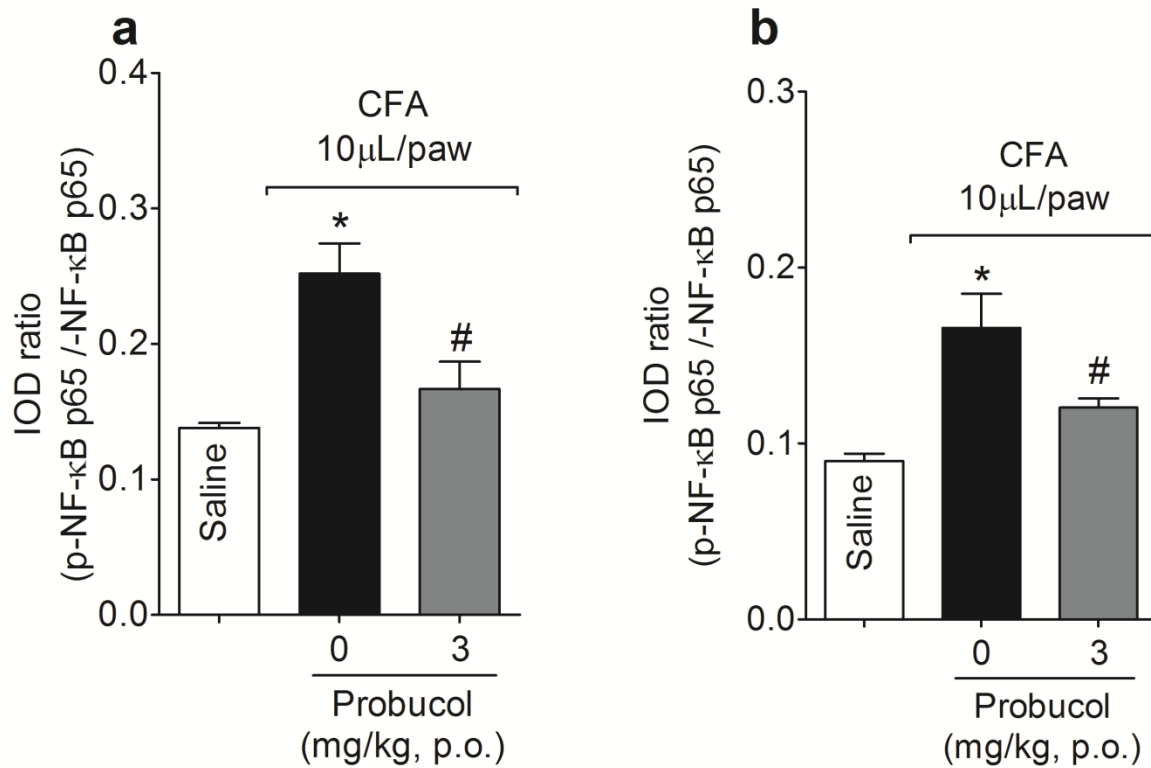 a
IOD ratio
(p-NF-κB p65 /-NF-κB p65)
0.4
0.3
0.2
0.1
0.0
CFA
10μL/paw
*
#
Saline
0 3
Probucol
(mg/kg, p.o.)
b
IOD ratio
(p-NF-κB p65 /-NF-κB p65)
0.3
0.2
0.1
0.0
CFA
10μL/paw
*
#
Saline
0 3
Probucol
(mg/kg, p.o.)